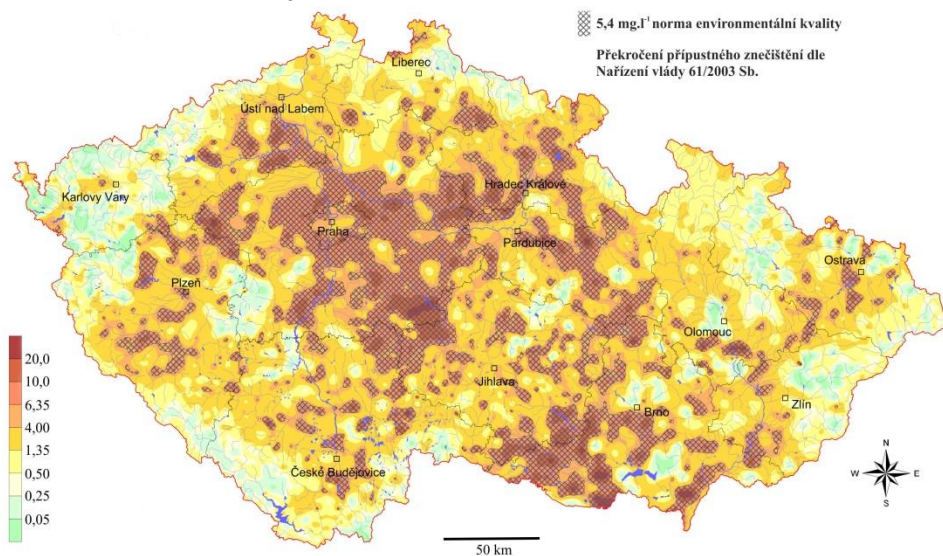 5,4 mg.l⁻¹ norma environmentální kvality
Překročení přípustného znečištění dle
Nařízení vlády 61/2003 Sb.
Liberec
Ústí nad Labem
Karlovy Vary
Hradec Králové
Praha
Pardubice
Ostrava
Plzeň
Olomouc
Jihlava
Zlín
Brno
České Budějovice
20,0
10,0
6,35
4,00
1,35
0,50
0,25
0,05
N
W E
S
50 km